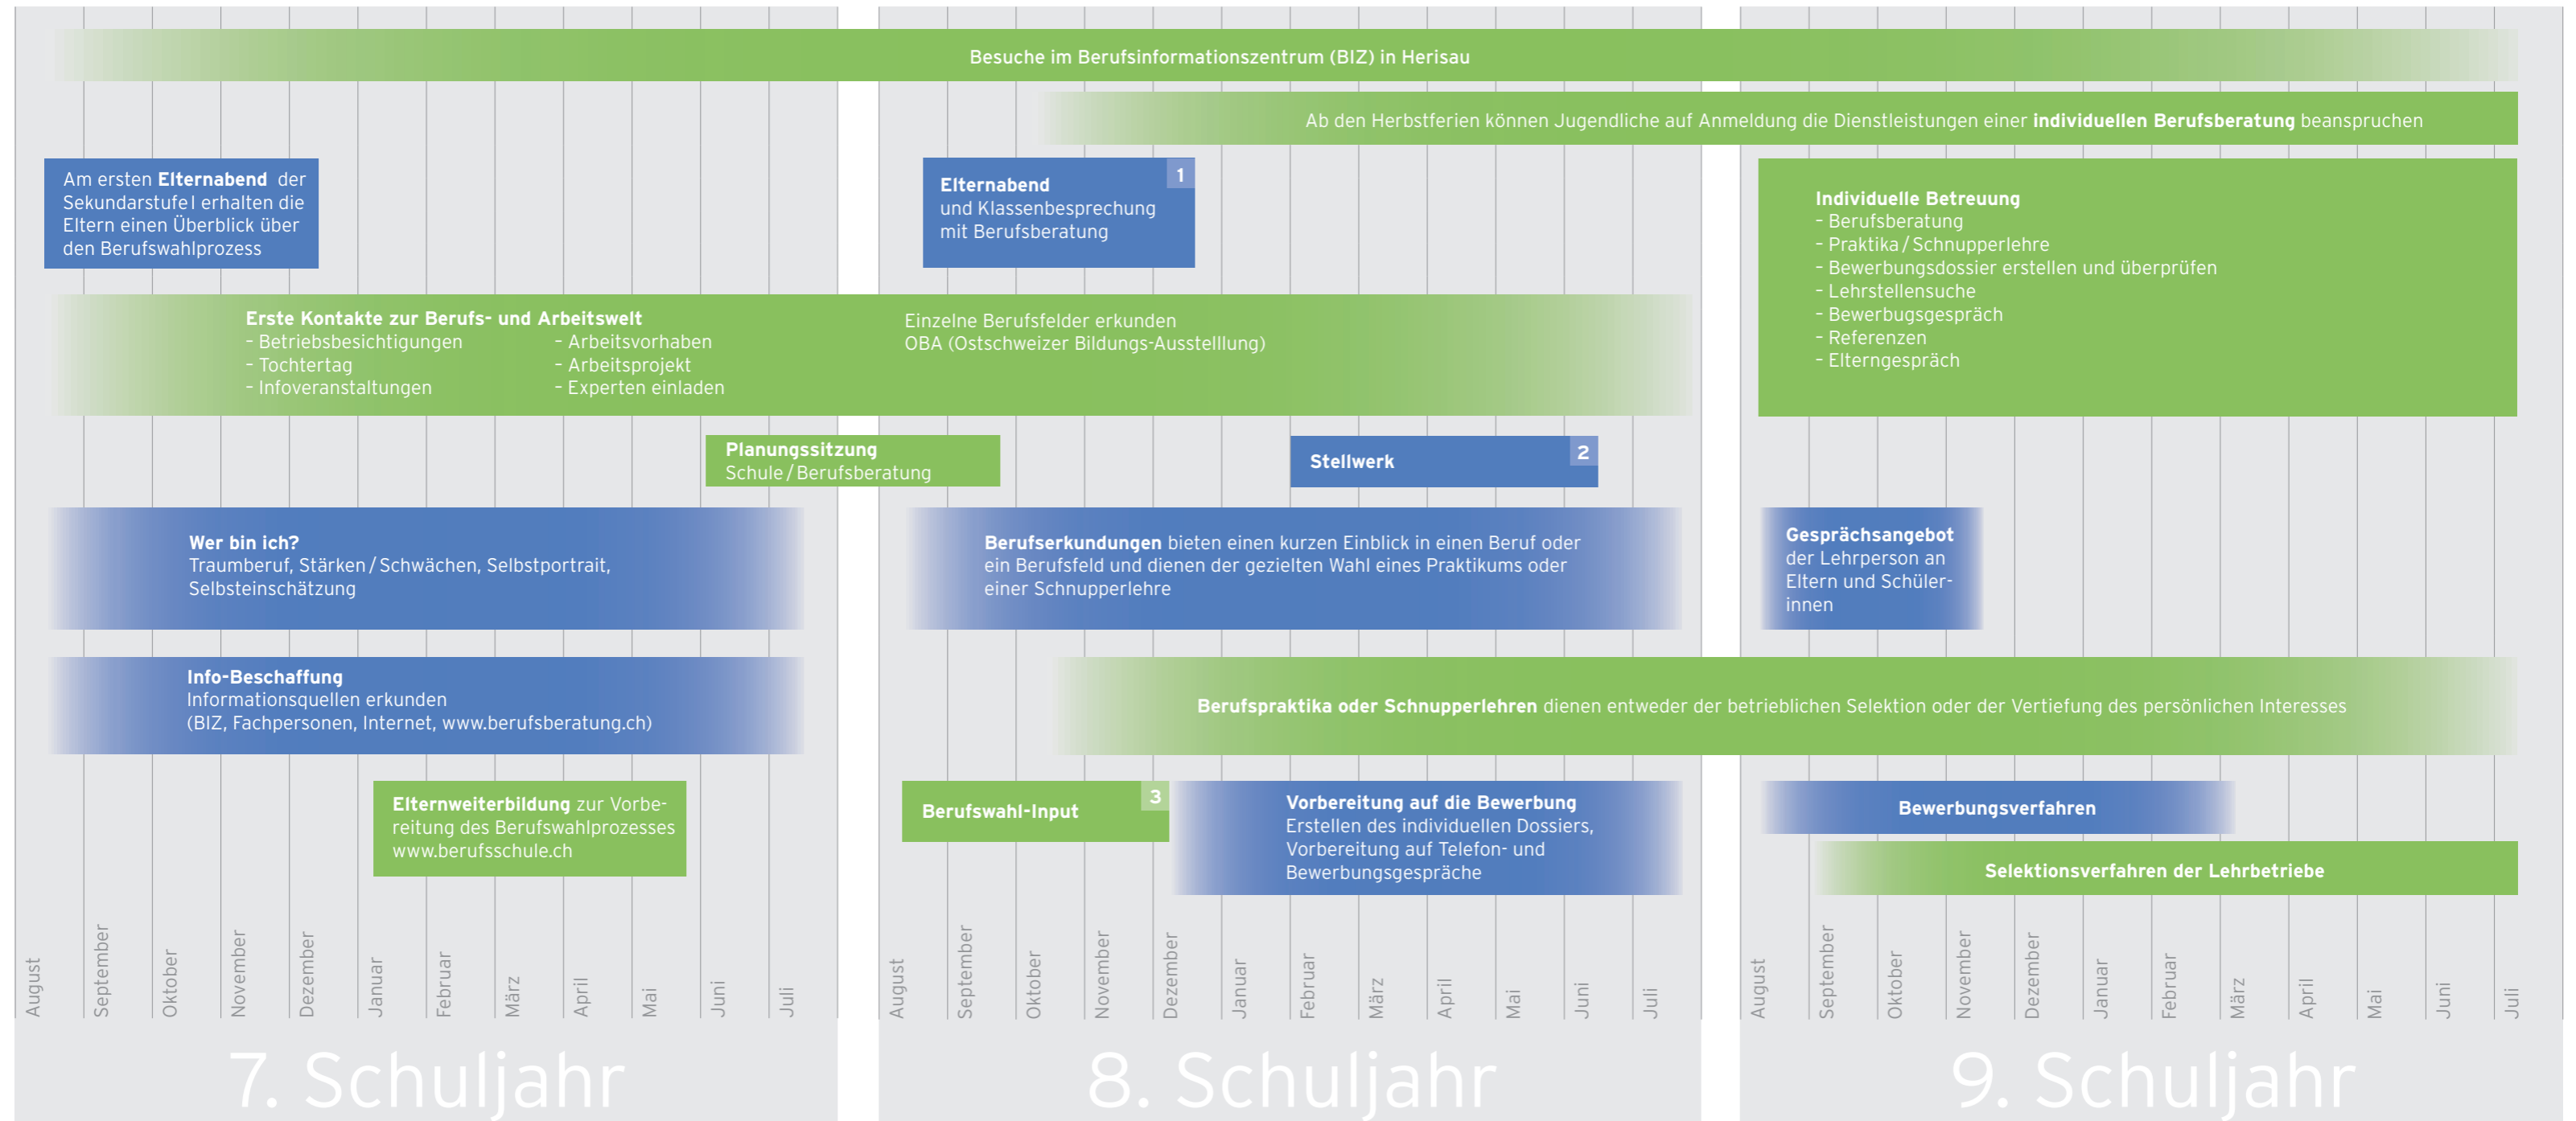 Besuche im Berufsinformationszentrum (BIZ) in Herisau
Ab den Herbstferien können Jugendliche auf Anmeldung die Dienstleistungen einer individuellen Berufsberatung beanspruchen
Am ersten Elternabend der
Sekundarstufe I erhalten die
Eltern einen Überblick über
den Berufswahlprozess
Elternabend
und Klassenbesprechung
mit Berufsberatung
1
Individuelle Betreuung
- Berufsberatung
- Praktika / Schnupperlehre
- Bewerbungsdossier erstellen und überprüfen
- Lehrstellensuche
- Bewerbugsgespräch
- Referenzen
- Elterngespräch
Erste Kontakte zur Berufs- und Arbeitswelt
- Betriebsbesichtigungen
- Tochtertag
- Infoveranstaltungen
- Arbeitsvorhaben
- Arbeitsprojekt
- Experten einladen
Einzelne Berufsfelder erkunden
OBA (Ostschweizer Bildungs-Ausstelllung)
Planungssitzung
Schule / Berufsberatung
Stellwerk
2
Wer bin ich?
Traumberuf, Stärken / Schwächen, Selbstportrait,
Selbsteinschätzung
Berufserkundungen bieten einen kurzen Einblick in einen Beruf oder
ein Berufsfeld und dienen der gezielten Wahl eines Praktikums oder
einer Schnupperlehre
Gesprächsangebot
der Lehrperson an
Eltern und Schüler-
innen
Info-Beschaffung
Informationsquellen erkunden
(BIZ, Fachpersonen, Internet, www.berufsberatung.ch)
Berufspraktika oder Schnupperlehren dienen entweder der betrieblichen Selektion oder der Vertiefung des persönlichen Interesses
Elternweiterbildung zur Vorbe-
reitung des Berufswahlprozesses
www.berufsschule.ch
Berufswahl-Input
3
Vorbereitung auf die Bewerbung
Erstellen des individuellen Dossiers,
Vorbereitung auf Telefon- und
Bewerbungsgespräche
Bewerbungsverfahren
Selektionsverfahren der Lehrbetriebe
August
September
Oktober
November
Dezember
Januar
Februar
März
April
Mai
Juni
Juli
August
September
Oktober
November
Dezember
Januar
Februar
März
April
Mai
Juni
Juli
August
September
Oktober
November
Dezember
Januar
Februar
März
April
Mai
Juni
Juli
7. Schuljahr
8. Schuljahr
9. Schuljahr